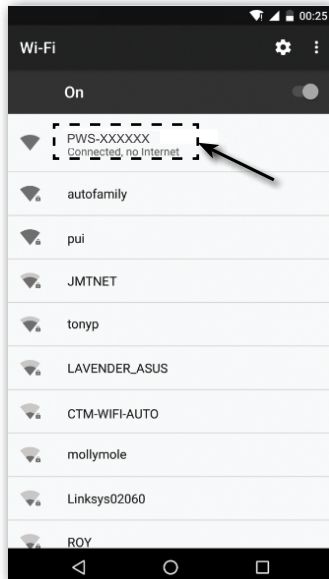 00:25
Wi-Fi
On
PWS-XXXXXX
Connected, no Internet
autofamily
pui
JMTNET
tonyp
LAVENDER_ASUS
CTM-WIFI-AUTO
mollymole
Linksys02060
ROY